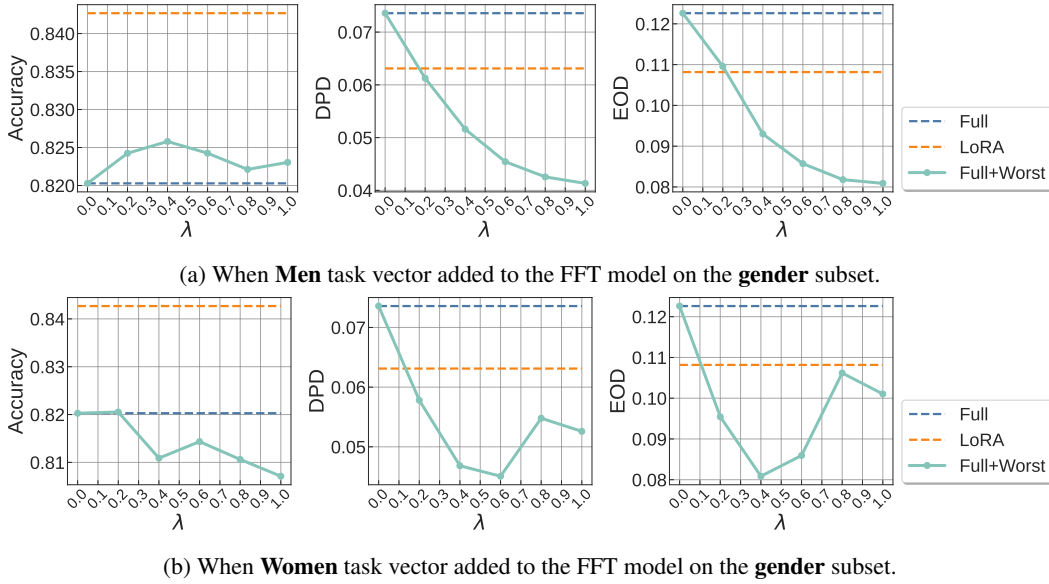 Accuracy
0.840
0.835
0.830
0.825
0.820
0.0 0.1 0.2 0.3 0.4 0.5 0.6 0.7 0.8 0.9 1.0
λ
DPD
0.07
0.06
0.05
0.04
0.0 0.1 0.2 0.3 0.4 0.5 0.6 0.7 0.8 0.9 1.0
λ
EOD
0.12
0.11
0.10
0.09
0.08
0.0 0.1 0.2 0.3 0.4 0.5 0.6 0.7 0.8 0.9 1.0
λ
Full
LoRA
Full+Worst
(a) When Men task vector added to the FFT model on the gender subset.
Accuracy
0.84
0.83
0.82
0.81
0.0 0.1 0.2 0.3 0.4 0.5 0.6 0.7 0.8 0.9 1.0
λ
DPD
0.07
0.06
0.05
0.0 0.1 0.2 0.3 0.4 0.5 0.6 0.7 0.8 0.9 1.0
λ
EOD
0.12
0.11
0.10
0.09
0.08
0.0 0.1 0.2 0.3 0.4 0.5 0.6 0.7 0.8 0.9 1.0
λ
Full
LoRA
Full+Worst
(b) When Women task vector added to the FFT model on the gender subset.